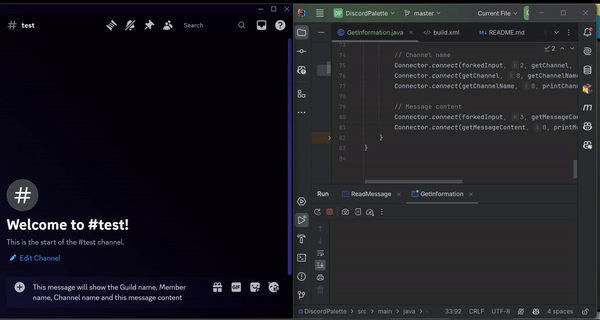 # test
Search
Welcome to #test!
This is the start of the #test channel.
Edit Channel
This message will show the Guild name, Member
name, Channel name and this message content
GIF
DiscordPalette
master
Current File
GetInformation.java
build.xml
README.md
2
74
// Channel name
75
Connector.connect(forkedInput, 2, getChannel,
76
Connector.connect(getChannel, 0, getChannelName
77
Connector.connect(getChannelName, 0, printChann
78
79
// Message content
80
Connector.connect(forkedInput, 3, getMessageCon
81
Connector.connect(getMessageContent, 0, printMe
82
}
83
}
84
Run
ReadMessage
GetInformation
DiscordPalette > src > main > java >
33:92
CRLF
UTF-8
4 spaces